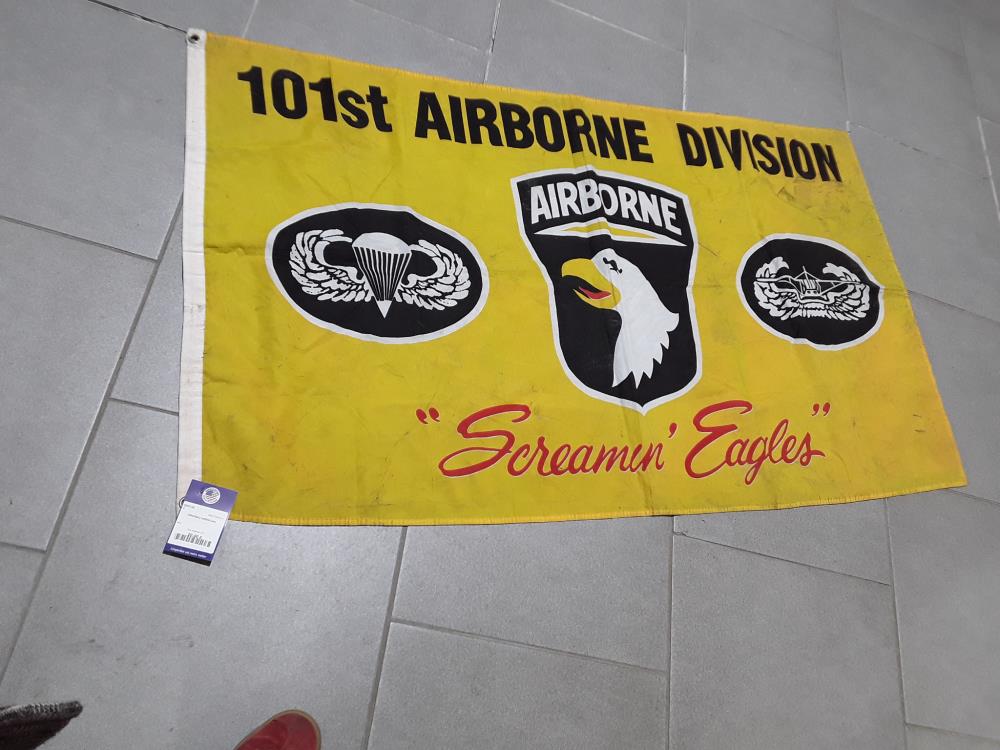 101st AIRBORNE DIVISION
AIRBORNE
"Screamin' Eagles"